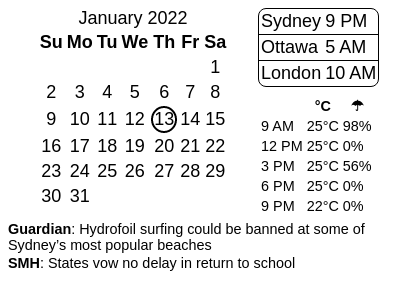 January 2022
Su Mo Tu We Th Fr Sa
1
2 3 4 5 6 7 8
9 10 11 12 13 14 15
16 17 18 19 20 21 22
23 24 25 26 27 28 29
30 31
Sydney 9 PM
Ottawa 5 AM
London 10 AM
°C ☂
9 AM 25°C 98%
12 PM 25°C 0%
3 PM 25°C 56%
6 PM 25°C 0%
9 PM 22°C 0%
Guardian: Hydrofoil surfing could be banned at some of
Sydney’s most popular beaches
SMH: States vow no delay in return to school